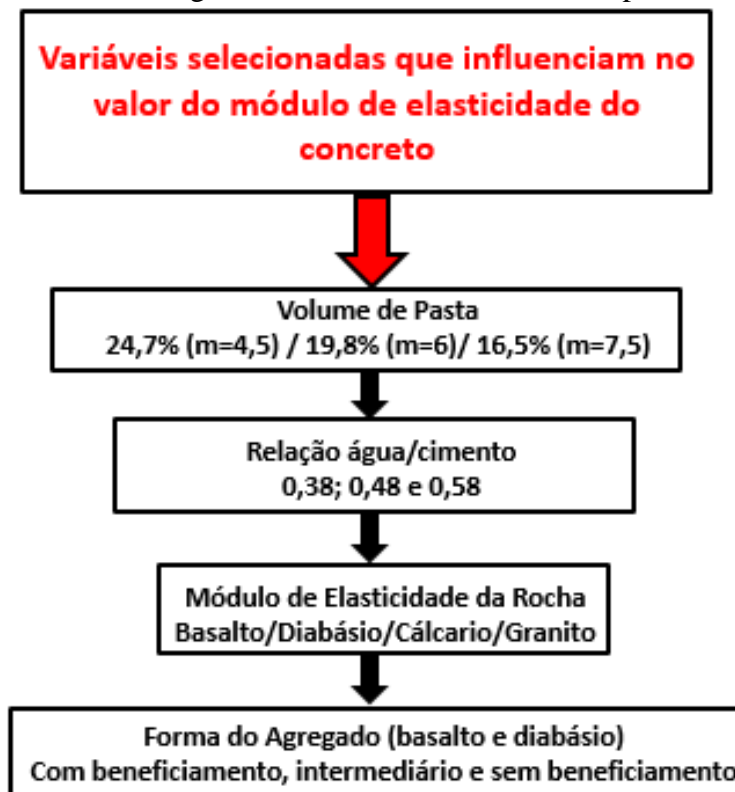 Variáveis selecionadas que influenciam no
valor do módulo de elasticidade do
concreto
Volume de Pasta
24,7% (m=4,5) / 19,8% (m=6)/ 16,5% (m=7,5)
Relação água/cimento
0,38; 0,48 e 0,58
Módulo de Elasticidade da Rocha
Basalto/Diabásio/Cálcario/Granito
Forma do Agregado (basalto e diabásio)
Com beneficiamento, intermediário e sem beneficiamento